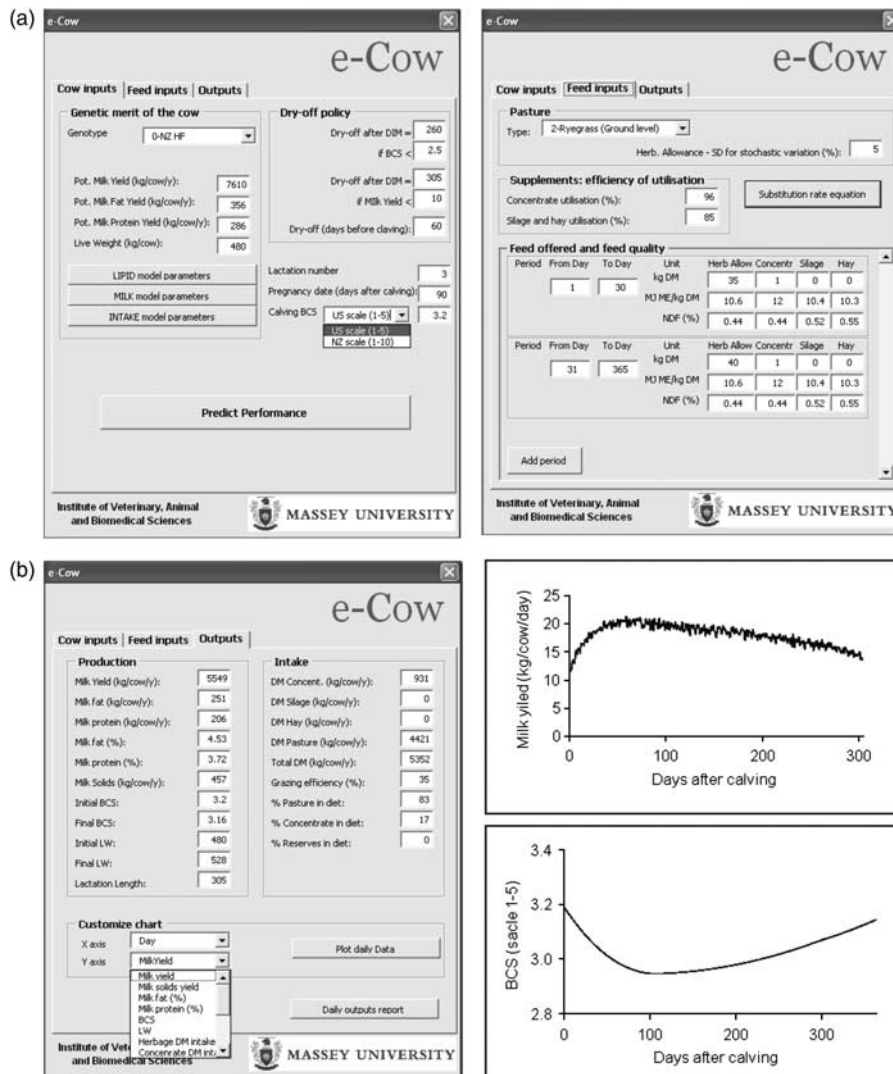 (a)
e-Cow
e-Cow
Cow inputs Feed inputs Outputs
Genetic merit of the cow
Genotype 0-NZ HF
Pot. Milk Yield (kg/cow/y): 7610
Pot. Milk Fat Yield (kg/cow/y): 356
Pot. Milk Protein Yield (kg/cow/y): 286
Live Weight (kg/cow): 480
LIPID model parameters
MILK model parameters
INTAKE model parameters
Dry-off policy
Dry-off after DIM = 260
if BCS < 2.5
Dry-off after DIM = 305
if MIlk Yield < 10
Dry-off (days before claving): 60
Lactation number 3
Pregnancy date (days after calving): 90
Calving BCS US scale (1-5) 3.2
US scale (1-5)
NZ scale (1-10)
Predict Performance
Institute of Veterinary, Animal
and Biomedical Sciences
MASSEY UNIVERSITY
e-Cow
e-Cow
Cow inputs Feed inputs Outputs
Pasture
Type: 2-Ryegrass (Ground level)
Herb. Allowance - SD for stochastic variation (%): 5
Supplements: efficiency of utilisation
Concentrate utilisation (%): 96
Silage and hay utilisation (%): 85
Substitution rate equation
Feed offered and feed quality
Period From Day To Day Unit Herb Allow Concentr Silage Hay
1 30 kg DM 35 1 0 0
MJ ME/kg DM 10.6 12 10.4 10.3
NDF (%) 0.44 0.44 0.52 0.55
Period From Day To Day Unit Herb Allow Concentr Silage Hay
31 365 kg DM 40 1 0 0
MJ ME/kg DM 10.6 12 10.4 10.3
NDF (%) 0.44 0.44 0.52 0.55
Add period
Institute of Veterinary, Animal
and Biomedical Sciences
MASSEY UNIVERSITY
(b)
e-Cow
e-Cow
Cow inputs Feed inputs Outputs
Production
Milk Yield (kg/cow/y): 5549
Milk fat (kg/cow/y): 251
Milk protein (kg/cow/y): 206
Milk fat (%): 4.53
Milk protein (%): 3.72
Milk Solids (kg/cow/y): 457
Initial BCS: 3.2
Final BCS: 3.16
Initial LW: 480
Final LW: 528
Lactation Length: 305
Intake
DM Concent. (kg/cow/y): 931
DM Silage (kg/cow/y): 0
DM Hay (kg/cow/y): 0
DM Pasture (kg/cow/y): 4421
Total DM (kg/cow/y): 5352
Grazing efficiency (%): 35
% Pasture in diet: 83
% Concentrate in diet: 17
% Reserves in diet: 0
Customize chart
X axis Day
Y axis MilkYield
Milk yield
Milk solids yield
Milk fat (%)
Milk protein (%)
BCS
LW
Herbage DM intake
Concenrate DM int
Plot daily Data
Daily outputs report
Institute of Vete
and Biomedical
MASSEY UNIVERSITY
Milk yiled (kg/cow/day)
25
20
15
10
5
0
0 100 200 300
Days after calving
BCS (sacle 1-5)
3.4
3.2
3.0
2.8
0 100 200 300
Days after calving